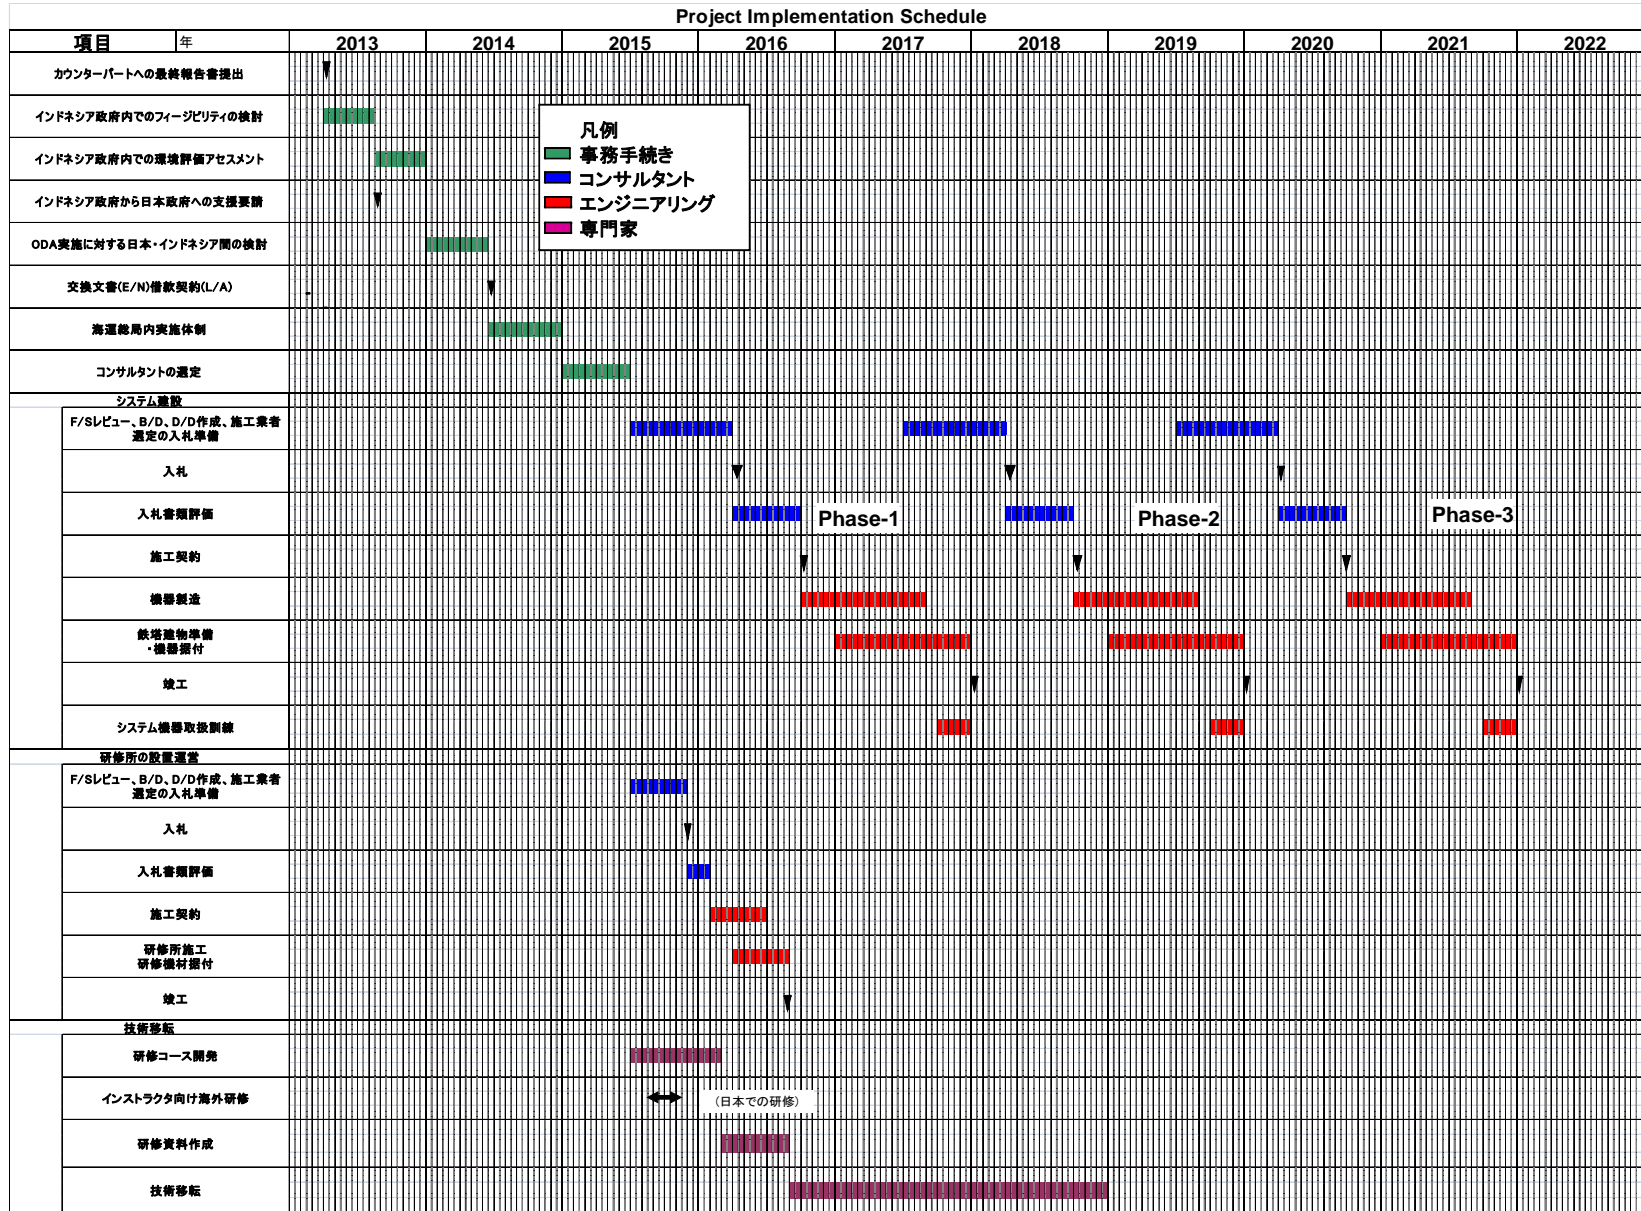 Project Implementation Schedule
項目 年 2013 2014 2015 2016 2017 2018 2019 2020 2021 2022
カウンターパートへの最終報告書提出
インドネシア政府内でのフィージビリティの検討
凡例
事務手続き
コンサルタント
エンジニアリング
専門家
インドネシア政府内での環境評価アセスメント
インドネシア政府から日本政府への支援要請
ODA実施に対する日本・インドネシア間の検討
交換文書(E/N)借款契約(L/A)
海運総局内実施体制
コンサルタントの選定
システム建設
F/Sレビュー、B/D、D/D作成、施工業者
選定の入札準備
入札
入札書類評価
Phase-1 Phase-2 Phase-3
施工契約
機器製造
鉄塔建物準備
・機器据付
竣工
システム機器取扱訓練
研修所の設置運営
F/Sレビュー、B/D、D/D作成、施工業者
選定の入札準備
入札
入札書類評価
施工契約
研修所施工
研修機材据付
竣工
技術移転
研修コース開発
インストラクタ向け海外研修 (日本での研修)
研修資料作成
技術移転